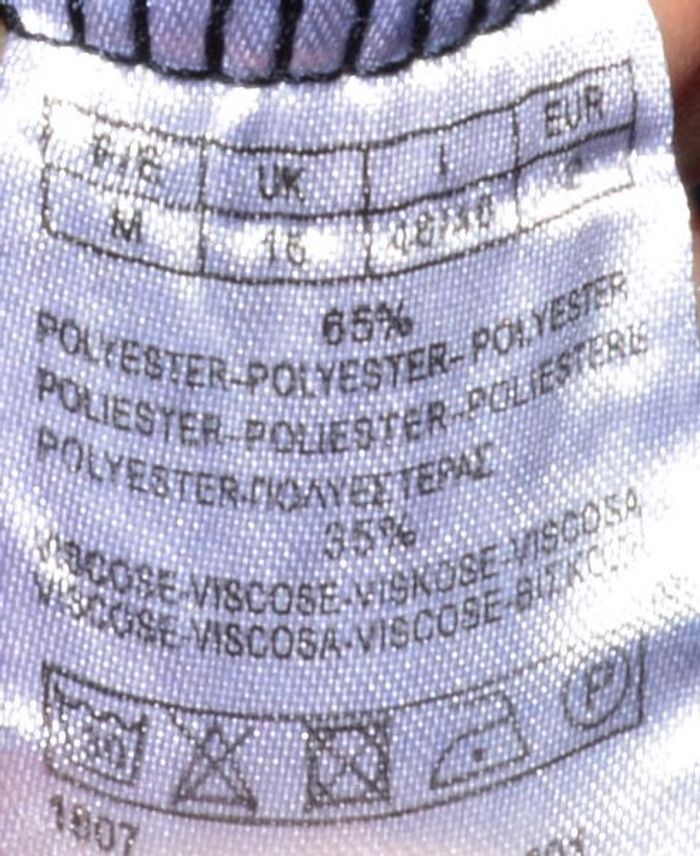 UK I EUR
M 16
65%
POLYESTER-POLYESTER-POLYESTER
POLIESTER-POLIESTER-POLIESTERE
POLYESTER-ΠΟΛΥΕΣΤΕΡΑΣ
35%
VISCOSE-VISCOSE-VISKOSE-VISCOSA
VISCOSE-VISCOSA-VISCOSE-
30
P
1907